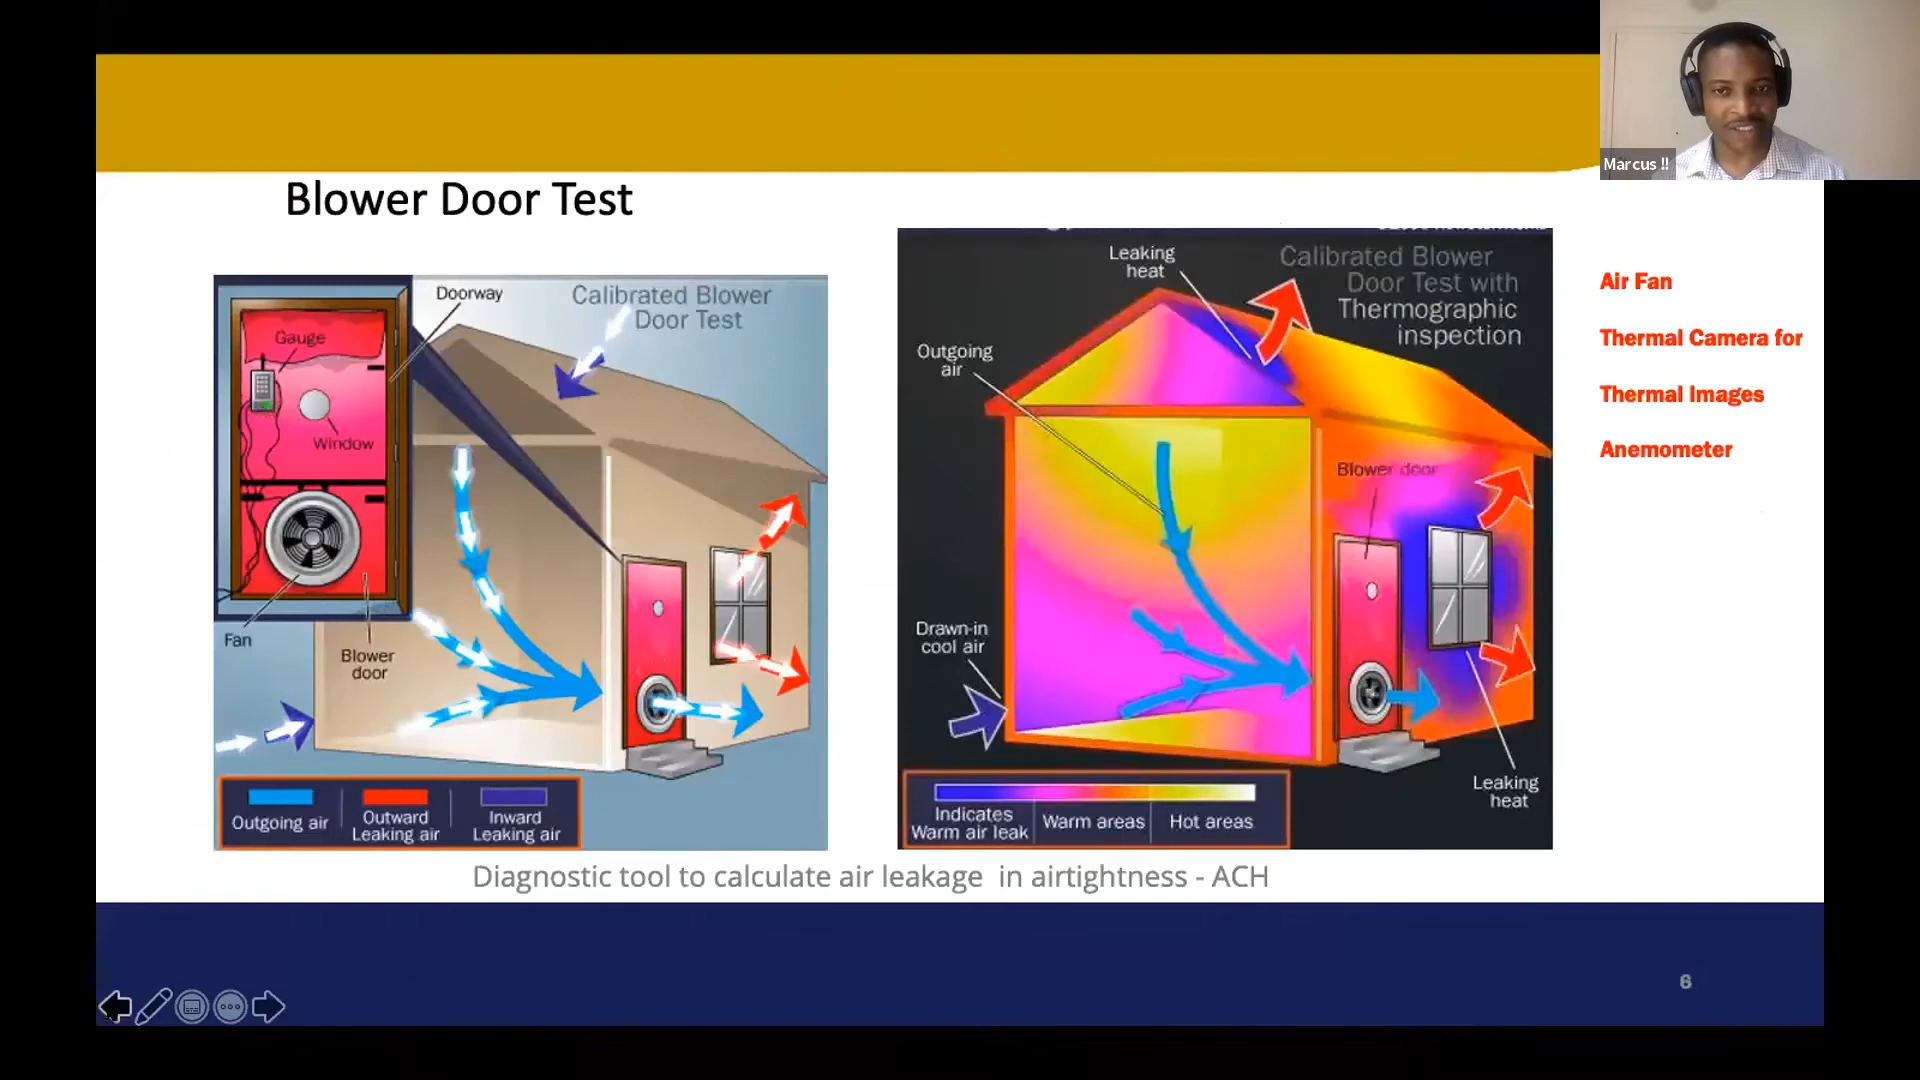 Marcus !!
Blower Door Test
Doorway
Calibrated Blower
Door Test
Gauge
Window
Fan
Blower
door
Outgoing air
Outward
Leaking air
Inward
Leaking air
Leaking
heat
Calibrated Blower
Door Test with
Thermographic
inspection
Outgoing
air
Blower door
Drawn-in
cool air
Leaking
heat
Indicates
Warm air leak
Warm areas
Hot areas
Air Fan
Thermal Camera for
Thermal Images
Anemometer
Diagnostic tool to calculate air leakage in airtightness - ACH
6